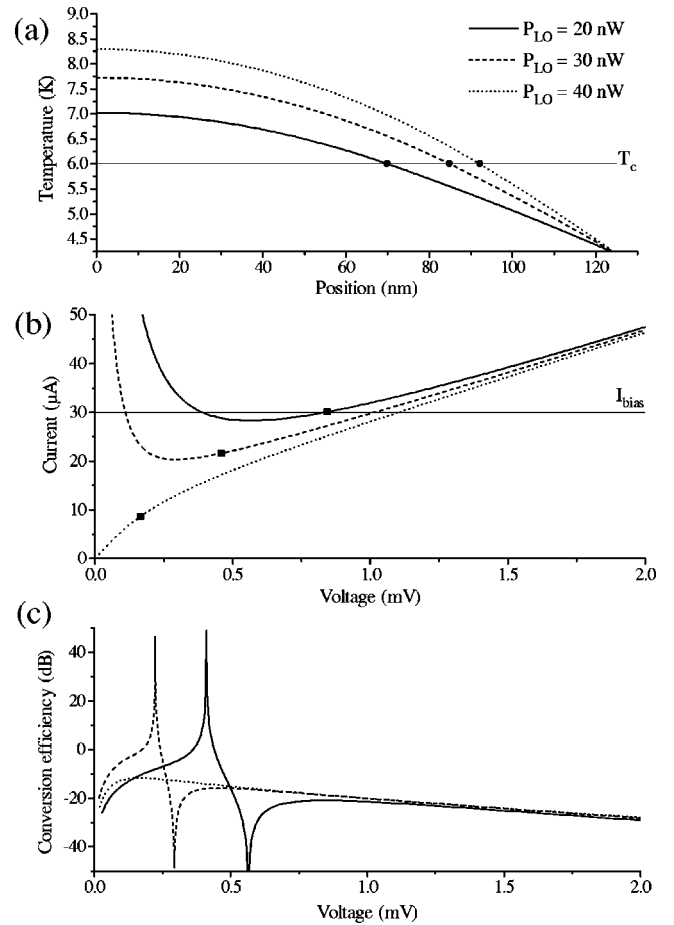 (a)
P_LO = 20 nW
P_LO = 30 nW
P_LO = 40 nW
9.0
8.5
8.0
7.5
7.0
6.5
6.0
5.5
5.0
4.5
Temperature (K)
T_c
0 20 40 60 80 100 120
Position (nm)
(b)
50
40
30
20
10
0
Current (μA)
I_bias
0.0 0.5 1.0 1.5 2.0
Voltage (mV)
(c)
40
20
0
-20
-40
Conversion efficiency (dB)
0.0 0.5 1.0 1.5 2.0
Voltage (mV)